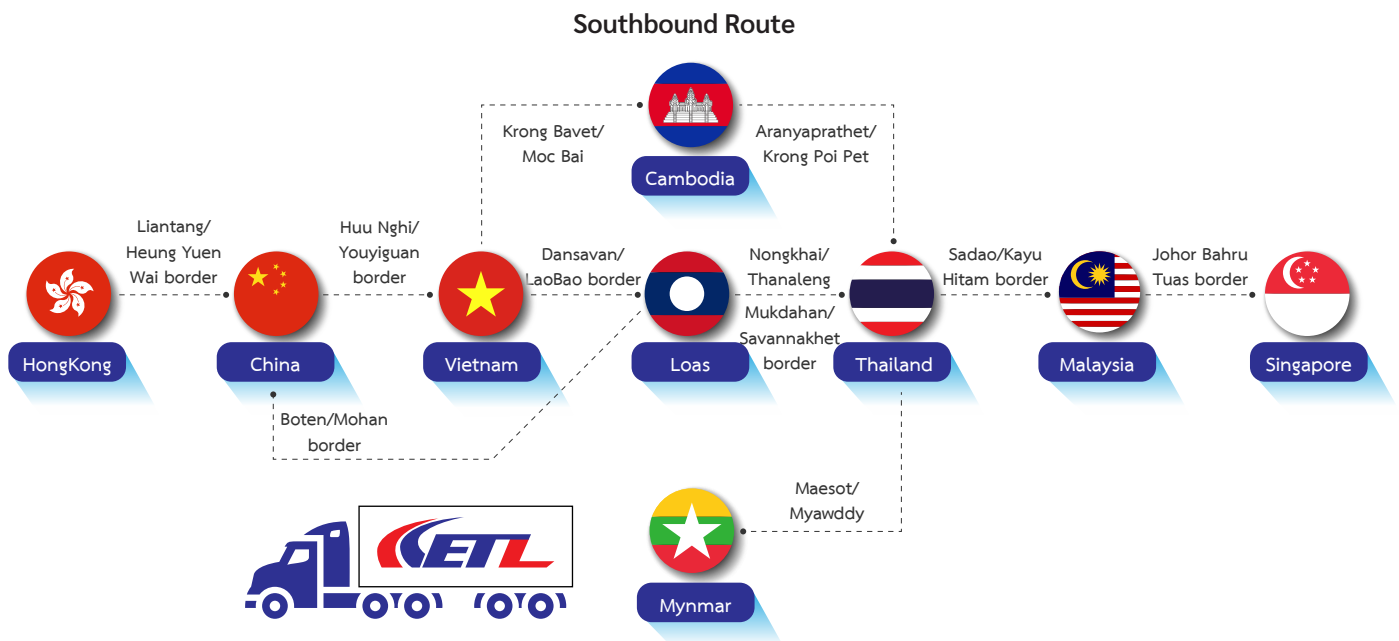 Southbound Route
Krong Bavet/
Moc Bai
Aranyaprathet/
Krong Poi Pet
Cambodia
Liantang/
Heung Yuen
Wai border
Huu Nghi/
Youyiguan
border
Dansavan/
LaoBao border
Nongkhai/
Thanaleng
Mukdahan/
Savannakhet
border
Sadao/Kayu
Hitam border
Johor Bahru
Tuas border
HongKong
China
Vietnam
Loas
Thailand
Malaysia
Singapore
Boten/Mohan
border
Maesot/
Myawddy
ETL
Mynmar